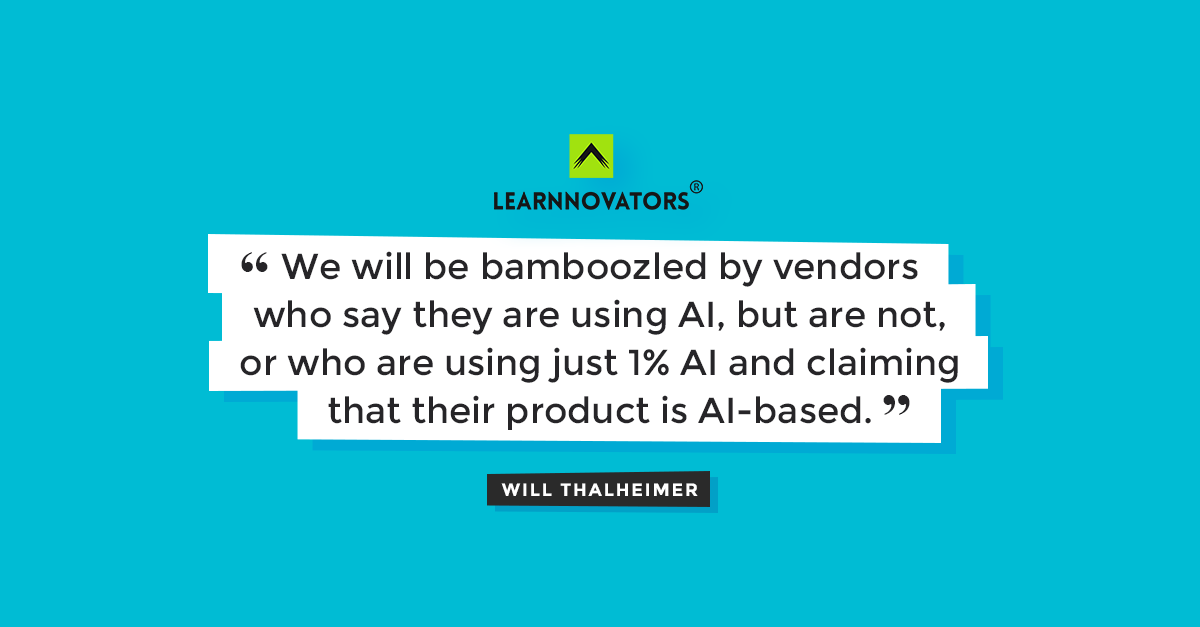 LEARNNOVATORS®
“ We will be bamboozled by vendors
who say they are using AI, but are not,
or who are using just 1% AI and claiming
that their product is AI-based. ”
WILL THALHEIMER